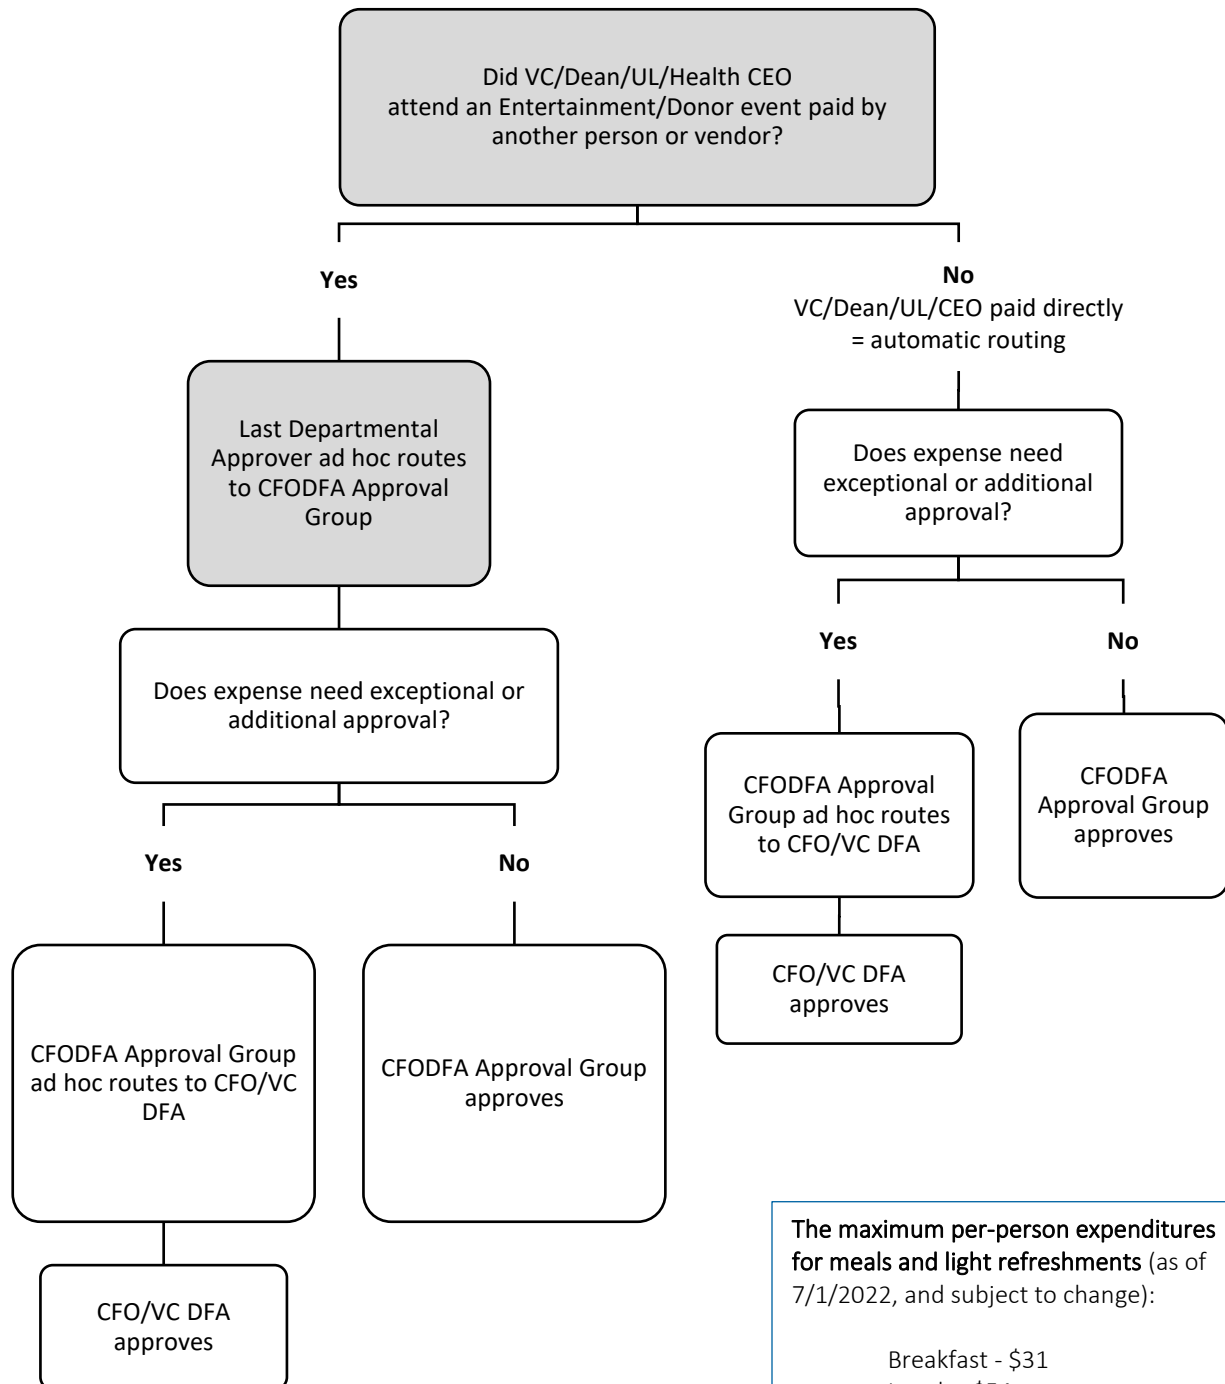 Did VC/Dean/UL/Health CEO
attend an Entertainment/Donor event paid by
another person or vendor?
Yes
No
VC/Dean/UL/CEO paid directly
= automatic routing
Last Departmental
Approver ad hoc routes
to CFODFA Approval
Group
Does expense need
exceptional or additional
approval?
Does expense need exceptional or
additional approval?
Yes
No
CFODFA Approval
Group ad hoc routes
to CFO/VC DFA
CFODFA
Approval Group
approves
Yes
No
CFO/VC DFA
approves
CFODFA Approval Group
ad hoc routes to CFO/VC
DFA
CFODFA Approval Group
approves
CFO/VC DFA
approves
The maximum per-person expenditures
for meals and light refreshments (as of
7/1/2022, and subject to change):
Breakfast - $31